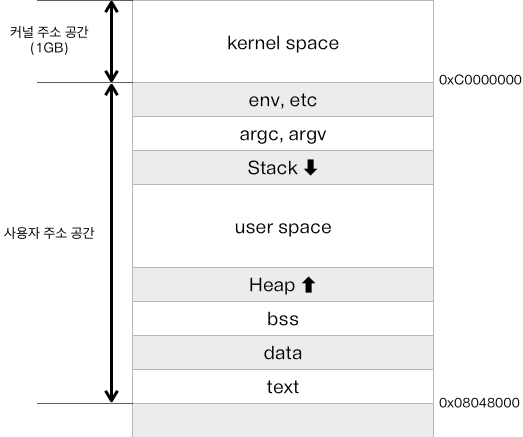 커널 주소 공간
(1GB)
kernel space
0xC0000000
env, etc
argc, argv
Stack
사용자 주소 공간
user space
Heap
bss
data
text
0x08048000